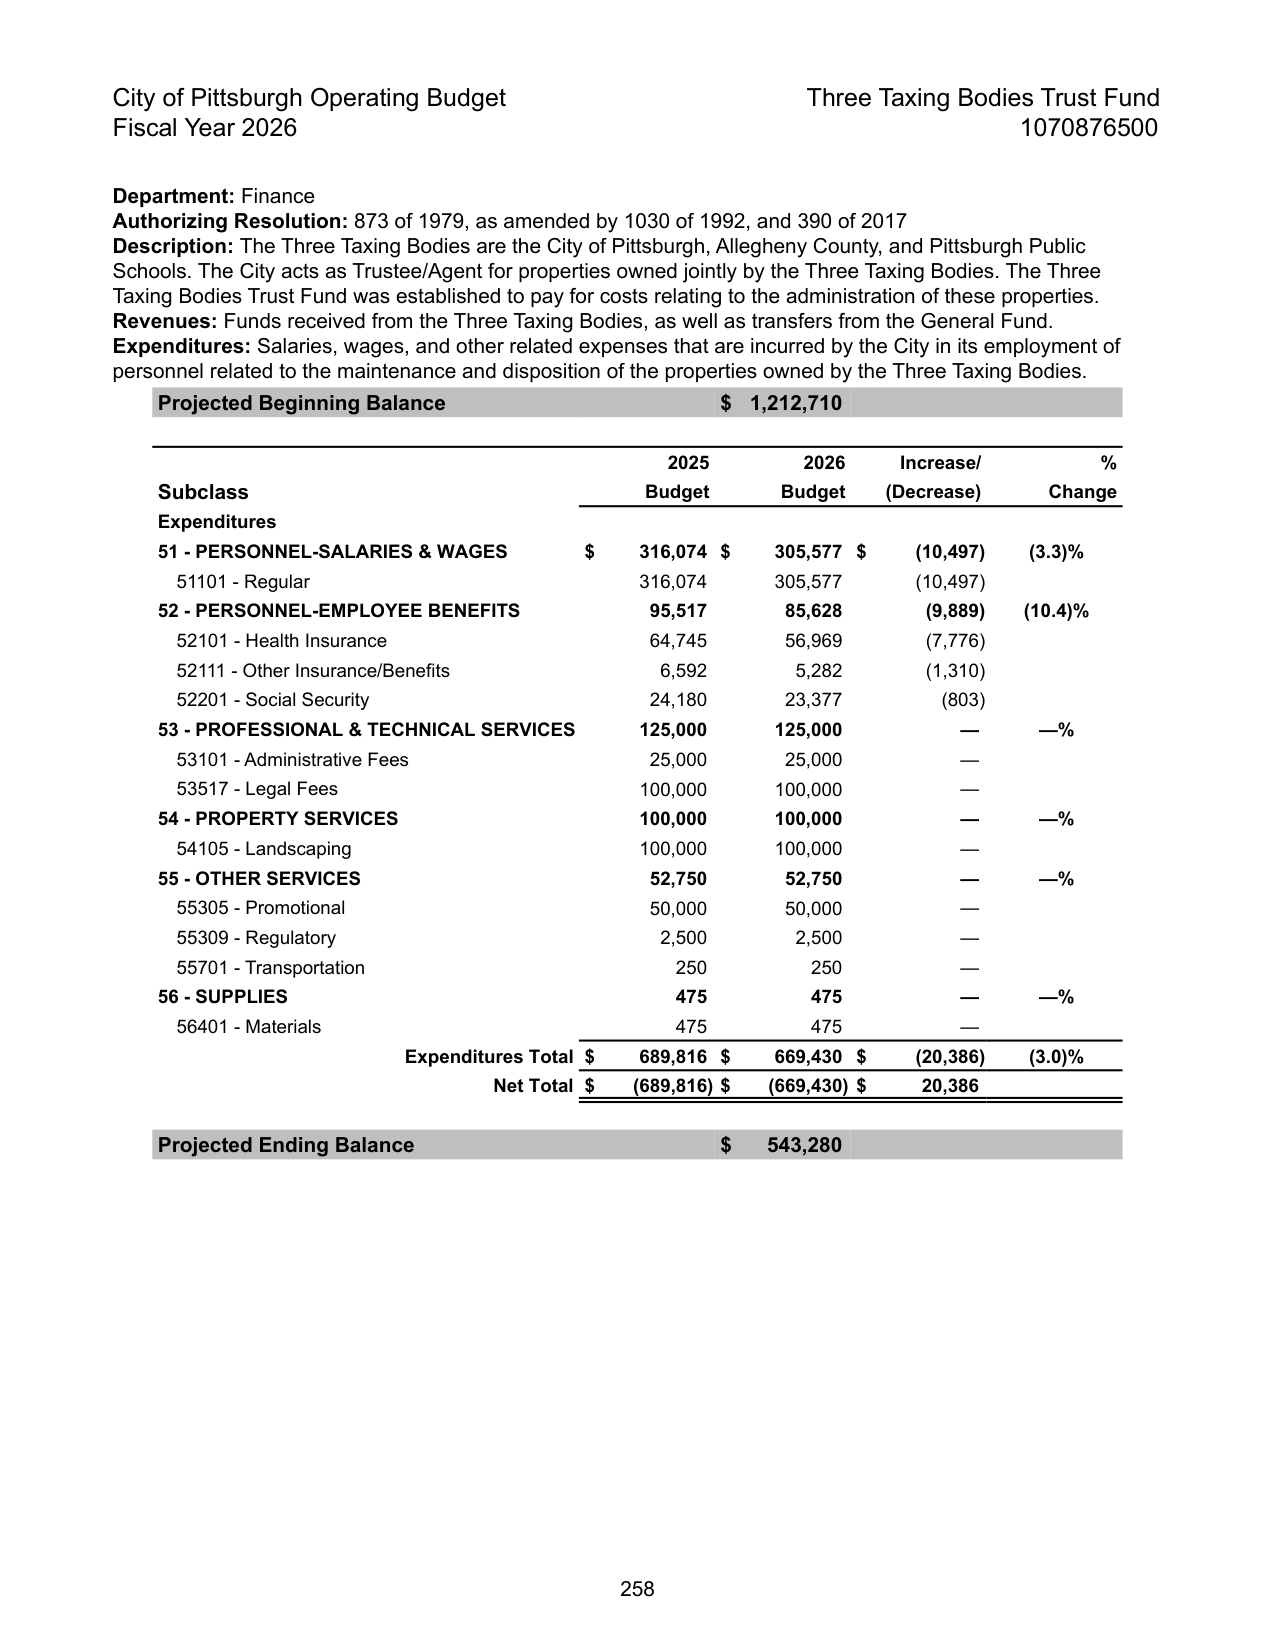 City of Pittsburgh Operating Budget Three Taxing Bodies Trust Fund
Fiscal Year 2026 1070876500
Department: Finance
Authorizing Resolution: 873 of 1979, as amended by 1030 of 1992, and 390 of 2017
Description: The Three Taxing Bodies are the City of Pittsburgh, Allegheny County, and Pittsburgh Public
Schools. The City acts as Trustee/Agent for properties owned jointly by the Three Taxing Bodies. The Three
Taxing Bodies Trust Fund was established to pay for costs relating to the administration of these properties.
Revenues: Funds received from the Three Taxing Bodies, as well as transfers from the General Fund.
Expenditures: Salaries, wages, and other related expenses that are incurred by the City in its employment of
personnel related to the maintenance and disposition of the properties owned by the Three Taxing Bodies.
Projected Beginning Balance $ 1,212,710
2025 2026 Increase/ %
Subclass Budget Budget (Decrease) Change
Expenditures
51 - PERSONNEL-SALARIES & WAGES $ 316,074 $ 305,577 $ (10,497) (3.3)%
51101 - Regular 316,074 305,577 (10,497)
52 - PERSONNEL-EMPLOYEE BENEFITS 95,517 85,628 (9,889) (10.4)%
52101 - Health Insurance 64,745 56,969 (7,776)
52111 - Other Insurance/Benefits 6,592 5,282 (1,310)
52201 - Social Security 24,180 23,377 (803)
53 - PROFESSIONAL & TECHNICAL SERVICES 125,000 125,000 — —%
53101 - Administrative Fees 25,000 25,000 —
53517 - Legal Fees 100,000 100,000 —
54 - PROPERTY SERVICES 100,000 100,000 — —%
54105 - Landscaping 100,000 100,000 —
55 - OTHER SERVICES 52,750 52,750 — —%
55305 - Promotional 50,000 50,000 —
55309 - Regulatory 2,500 2,500 —
55701 - Transportation 250 250 —
56 - SUPPLIES 475 475 — —%
56401 - Materials 475 475 —
Expenditures Total $ 689,816 $ 669,430 $ (20,386) (3.0)%
Net Total $ (689,816) $ (669,430) $ 20,386
Projected Ending Balance $ 543,280
258